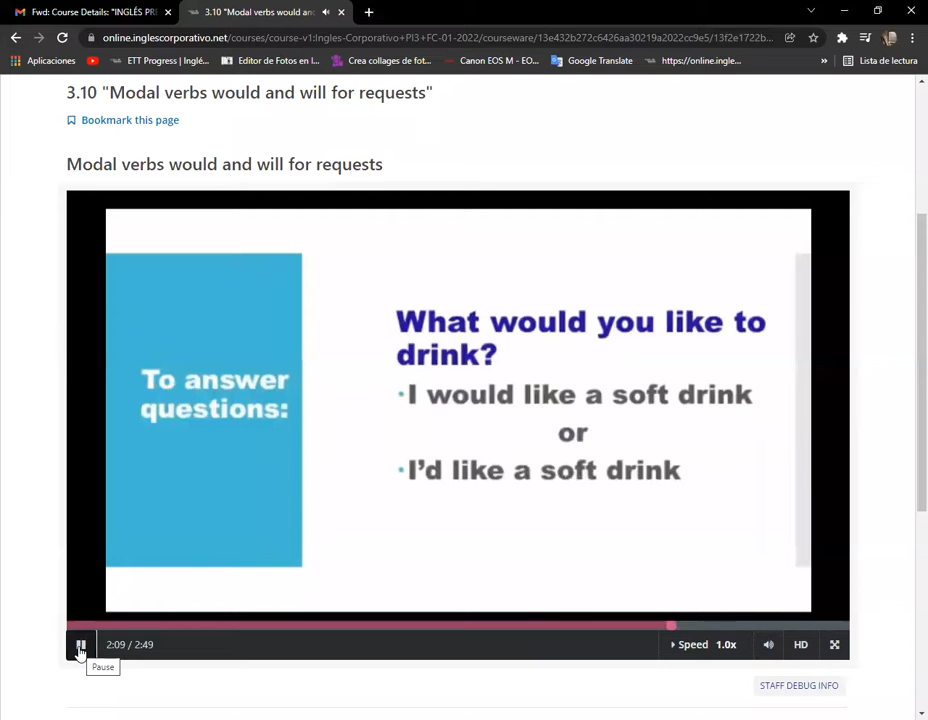 Fwd: Course Details: "INGLÉS PRE
3.10 "Modal verbs would and
online.inglescorporativo.net/courses/course-v1:Ingles-Corporativo+PI3+FC-01-2022/courseware/13e432b272c6426aa30219a2022cc9e5/13f2e1722b...
Aplicaciones
ETT Progress | Inglé...
Editor de Fotos en l...
Crea collages de fot...
Canon EOS M - EO...
Google Translate
https://online.ingle...
»
Lista de lectura
3.10 "Modal verbs would and will for requests"
Bookmark this page
Modal verbs would and will for requests
To answer
questions:
What would you like to
drink?
·I would like a soft drink
or
·I'd like a soft drink
2:09 / 2:49
Speed 1.0x
HD
Pause
STAFF DEBUG INFO